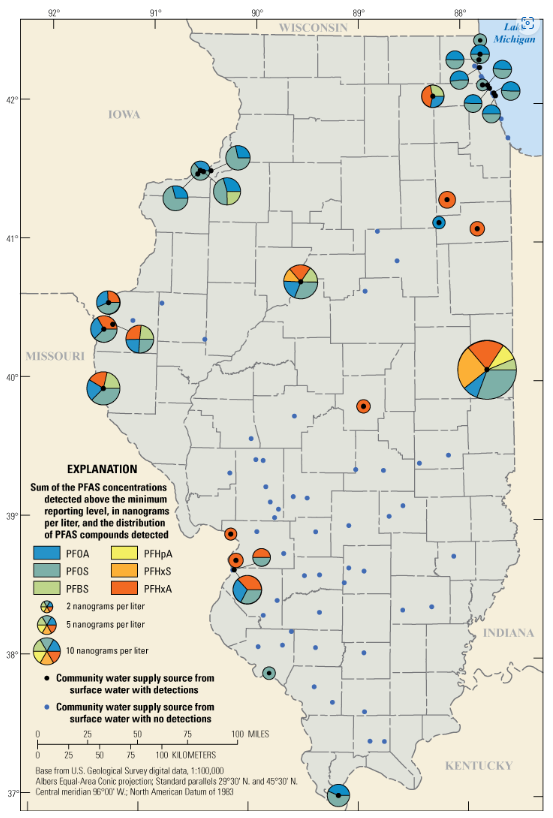 92°
91°
90°
89°
88°
WISCONSIN
Lake
Michigan
42°
IOWA
41°
MISSOURI
40°
EXPLANATION
Sum of the PFAS concentrations
detected above the minimum
reporting level, in nanograms
per liter, and the distribution
of PFAS compounds detected
PFOA PFHpA
PFOS PFHxS
PFBS PFHxA
2 nanograms per liter
5 nanograms per liter
10 nanograms per liter
39°
Community water supply source from
surface water with detections
Community water supply source from
surface water with no detections
INDIANA
38°
0 25 50 75 100 MILES
0 25 50 75 100 KILOMETERS
Base from U.S. Geological Survey digital data, 1:100,000
Albers Equal-Area Conic projection; Standard parallels 29°30' N. and 45°30' N.
Central meridian 96°00' W.; North American Datum of 1983
KENTUCKY
37°